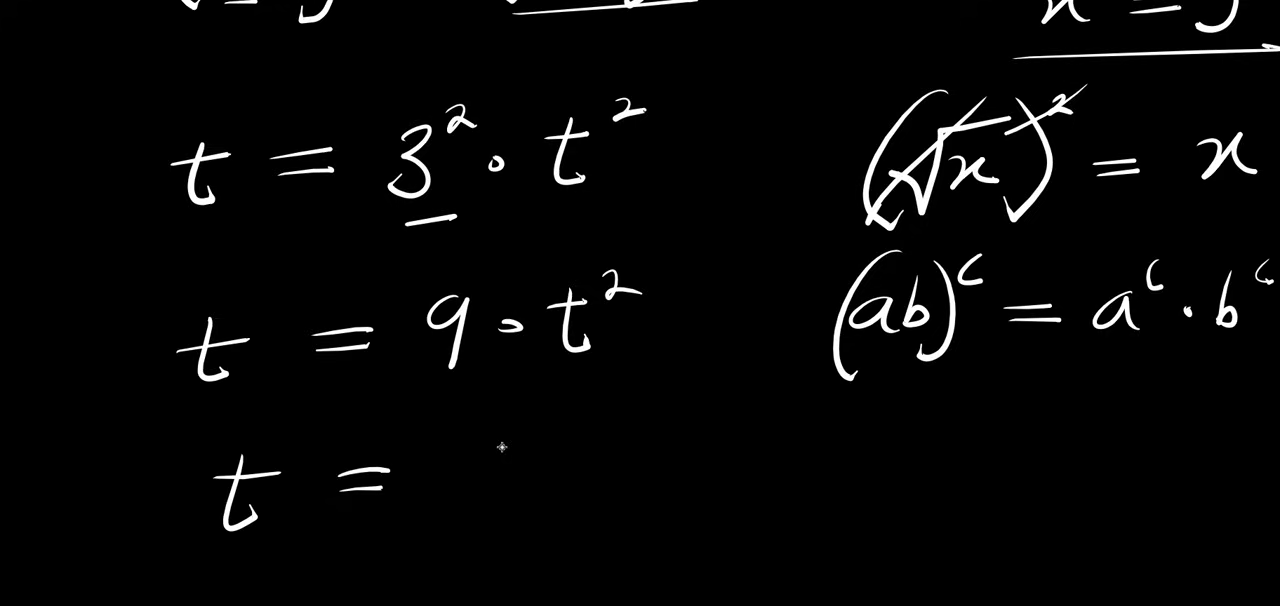 t = 3² · t²
(√x)² = x
t = 9 · t²
(ab)ᶜ = aᶜ · bᶜ
t =